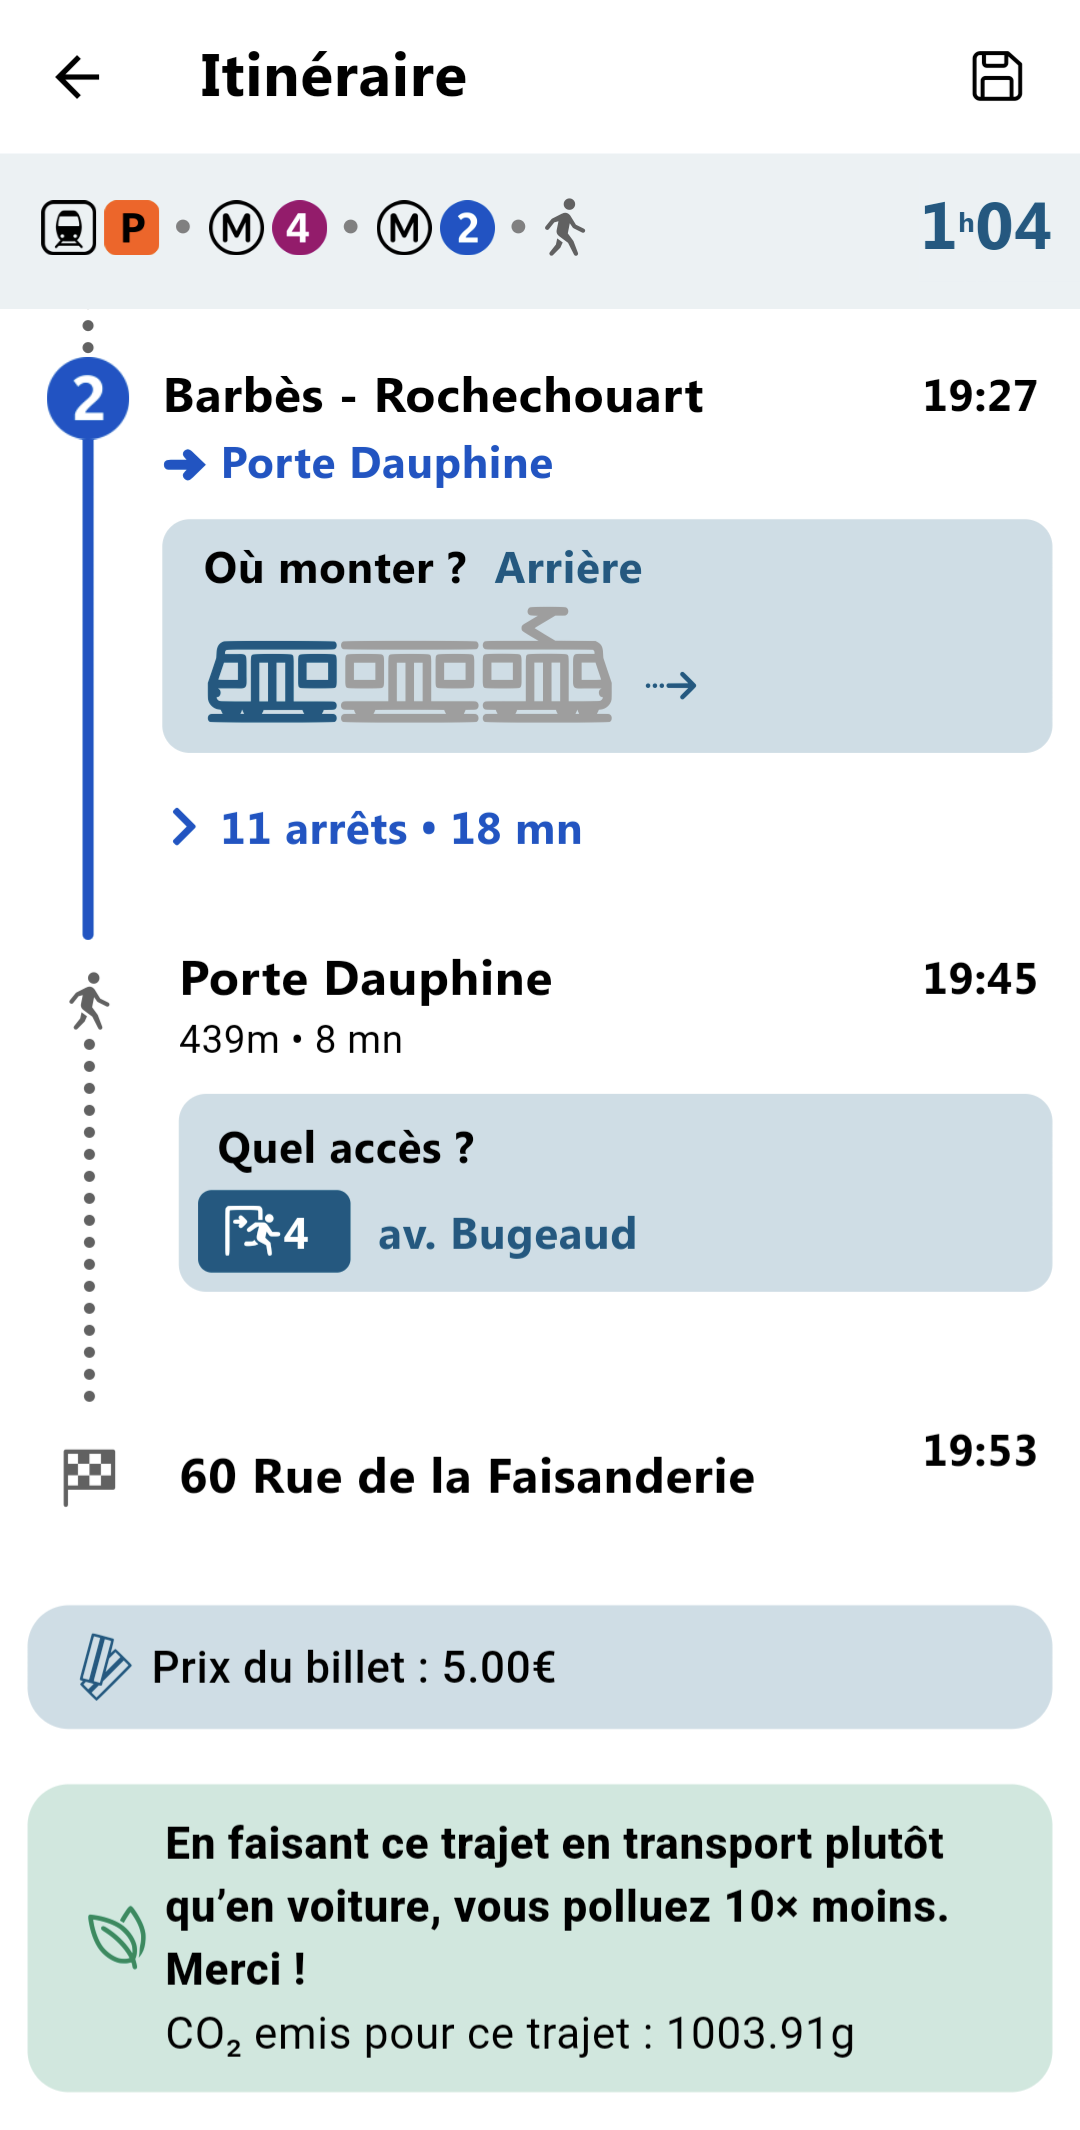 Itinéraire
P • M 4 • M 2 • 1h04
2 Barbès - Rochechouart 19:27
Porte Dauphine
Où monter ? Arrière
11 arrêts • 18 mn
Porte Dauphine 19:45
439m • 8 mn
Quel accès ?
4 av. Bugeaud
60 Rue de la Faisanderie 19:53
Prix du billet : 5.00€
En faisant ce trajet en transport plutôt
qu’en voiture, vous polluez 10× moins.
Merci !
CO₂ emis pour ce trajet : 1003.91g